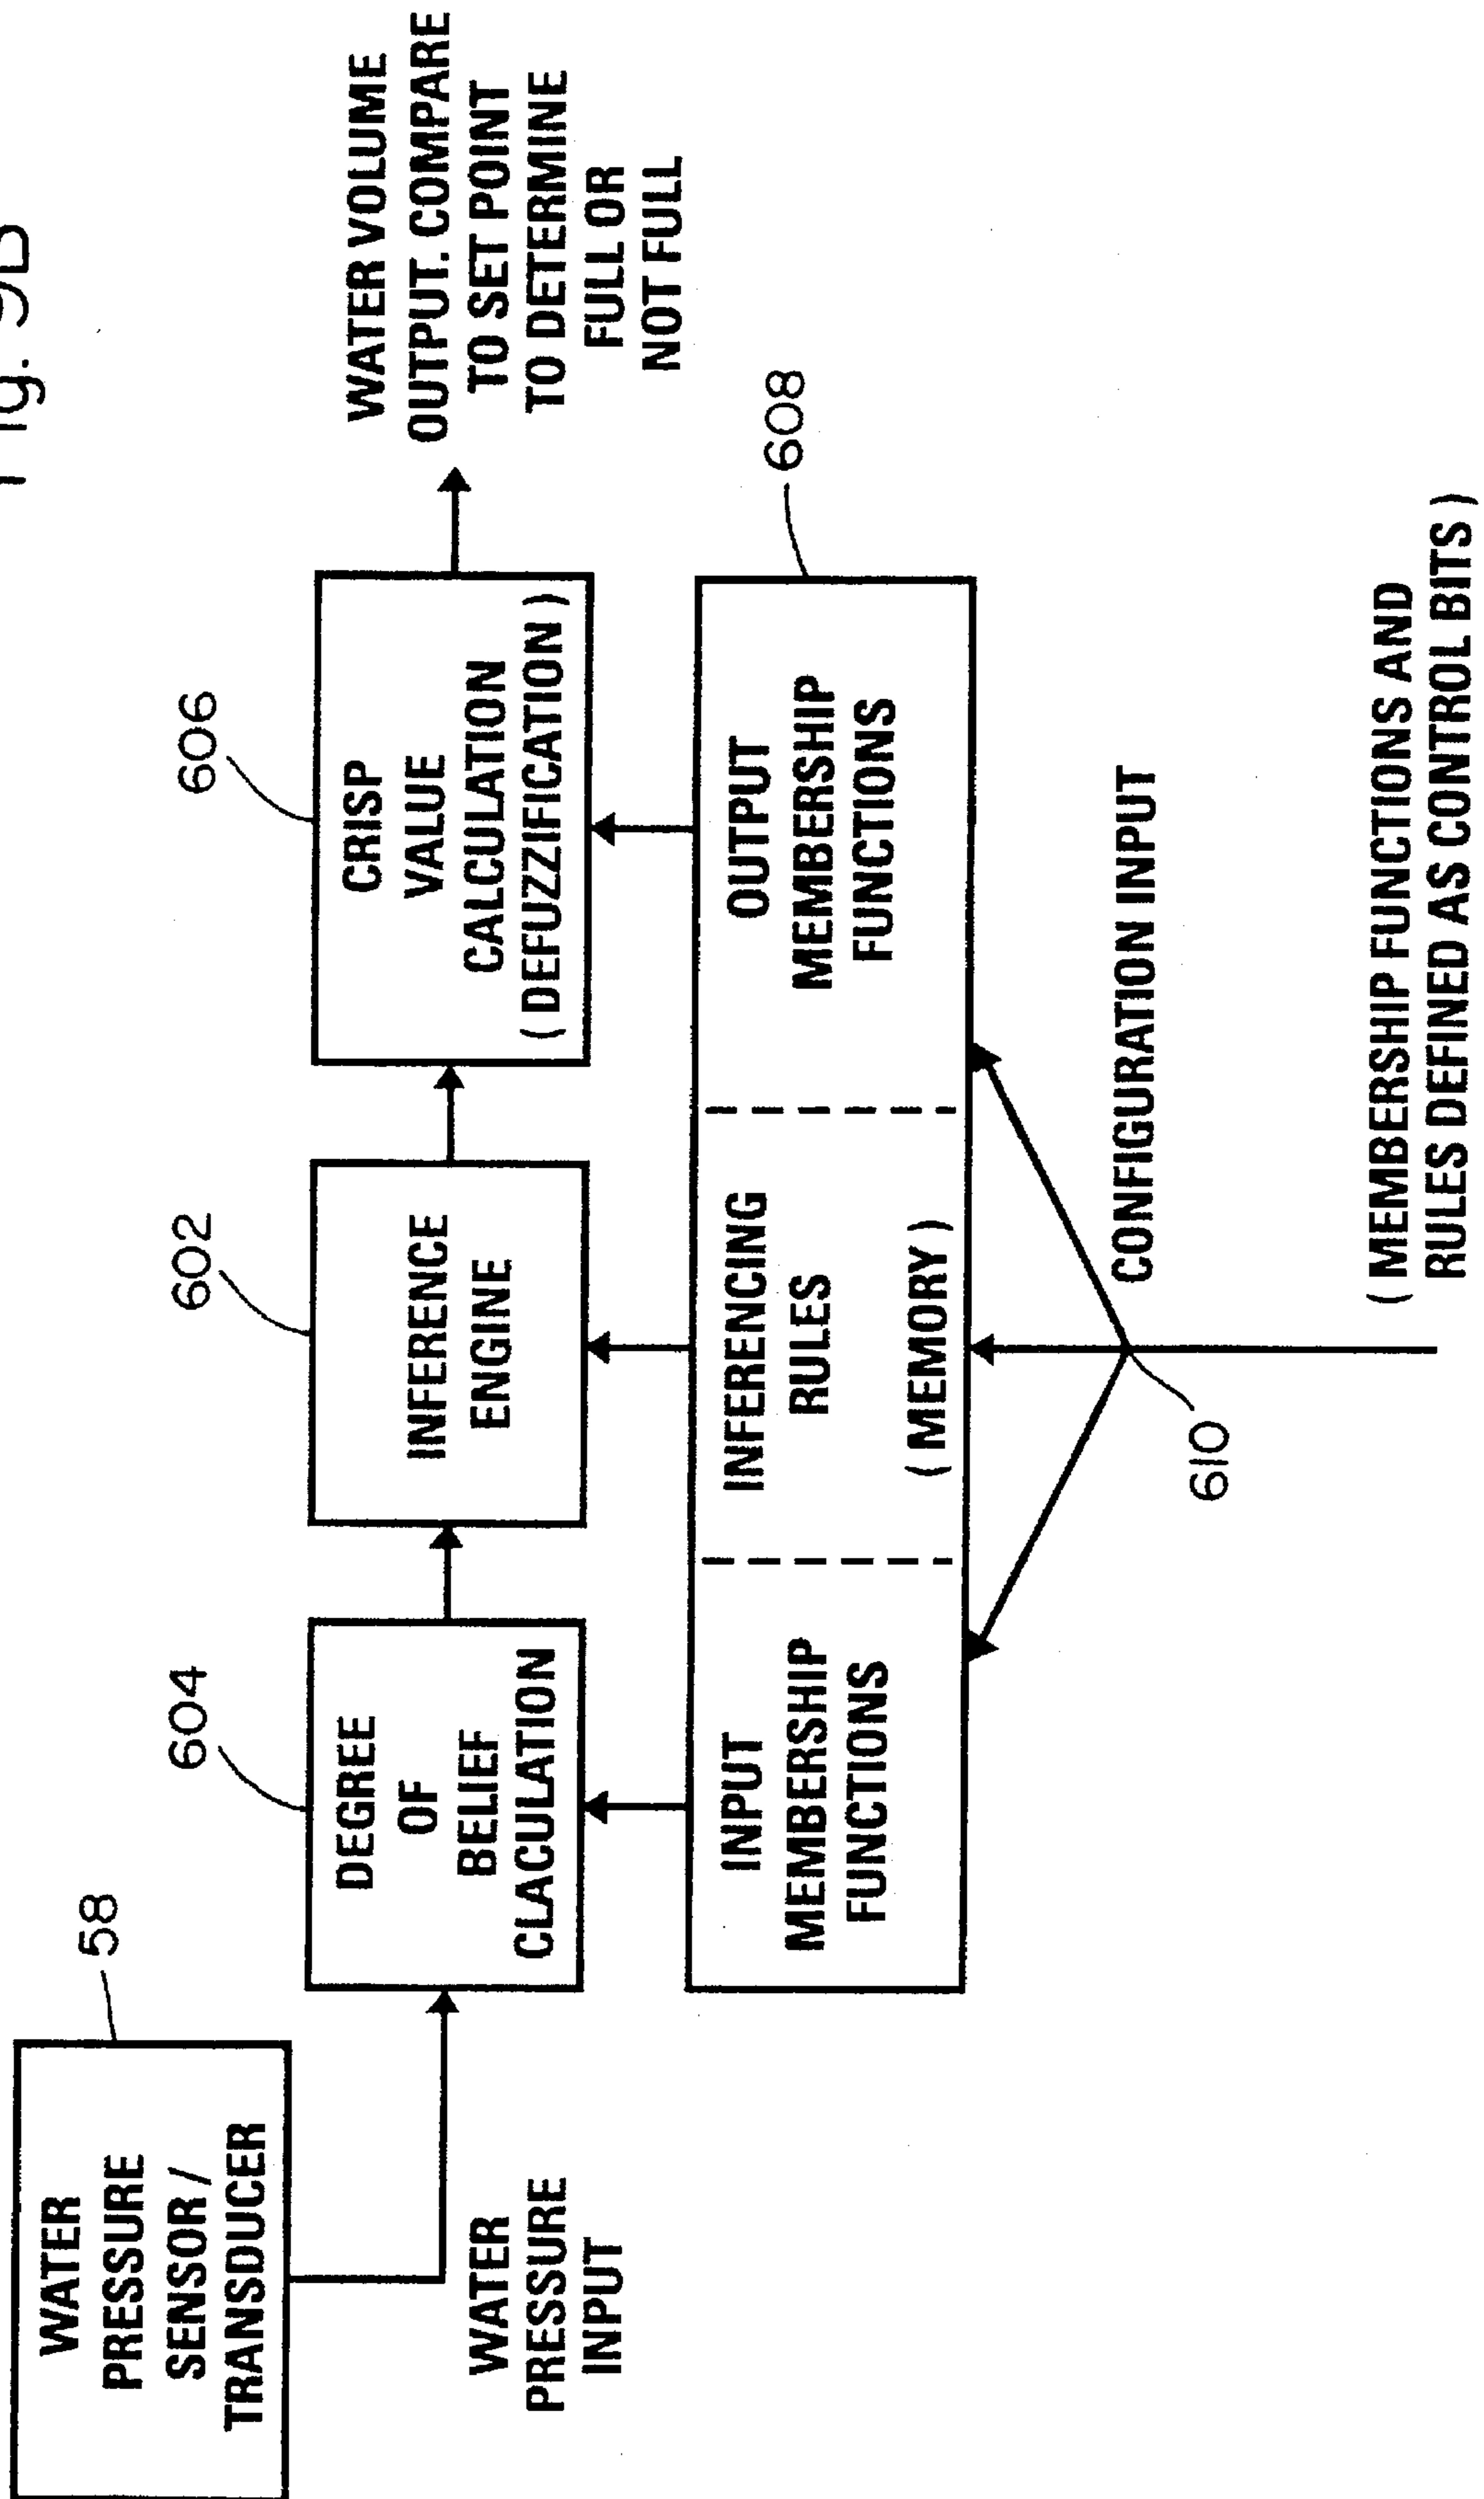 WATER
PRESSURE
SENSOR /
TRANSDUCER
58
WATER
PRESSURE
INPUT
604
DEGREE
OF
BELIEF
CLACULATION
602
INFERENCE
ENGINE
606
CRISP
VALUE
CALCULATION
( DEFUZZIFICATION )
WATER VOLUME
OUTPUT. COMPARE
TO SET POINT
TO DETERMINE
FULL OR
NOT FULL
608
INPUT
MEMBERSHIP
FUNCTIONS
INFERENCING
RULES
( MEMORY )
OUTPUT
MEMBERSHIP
FUNCTIONS
610
CONFIGURATION INPUT
( MEMBERSHIP FUNCTIONS AND
RULES DEFINED AS CONTROL BITS )